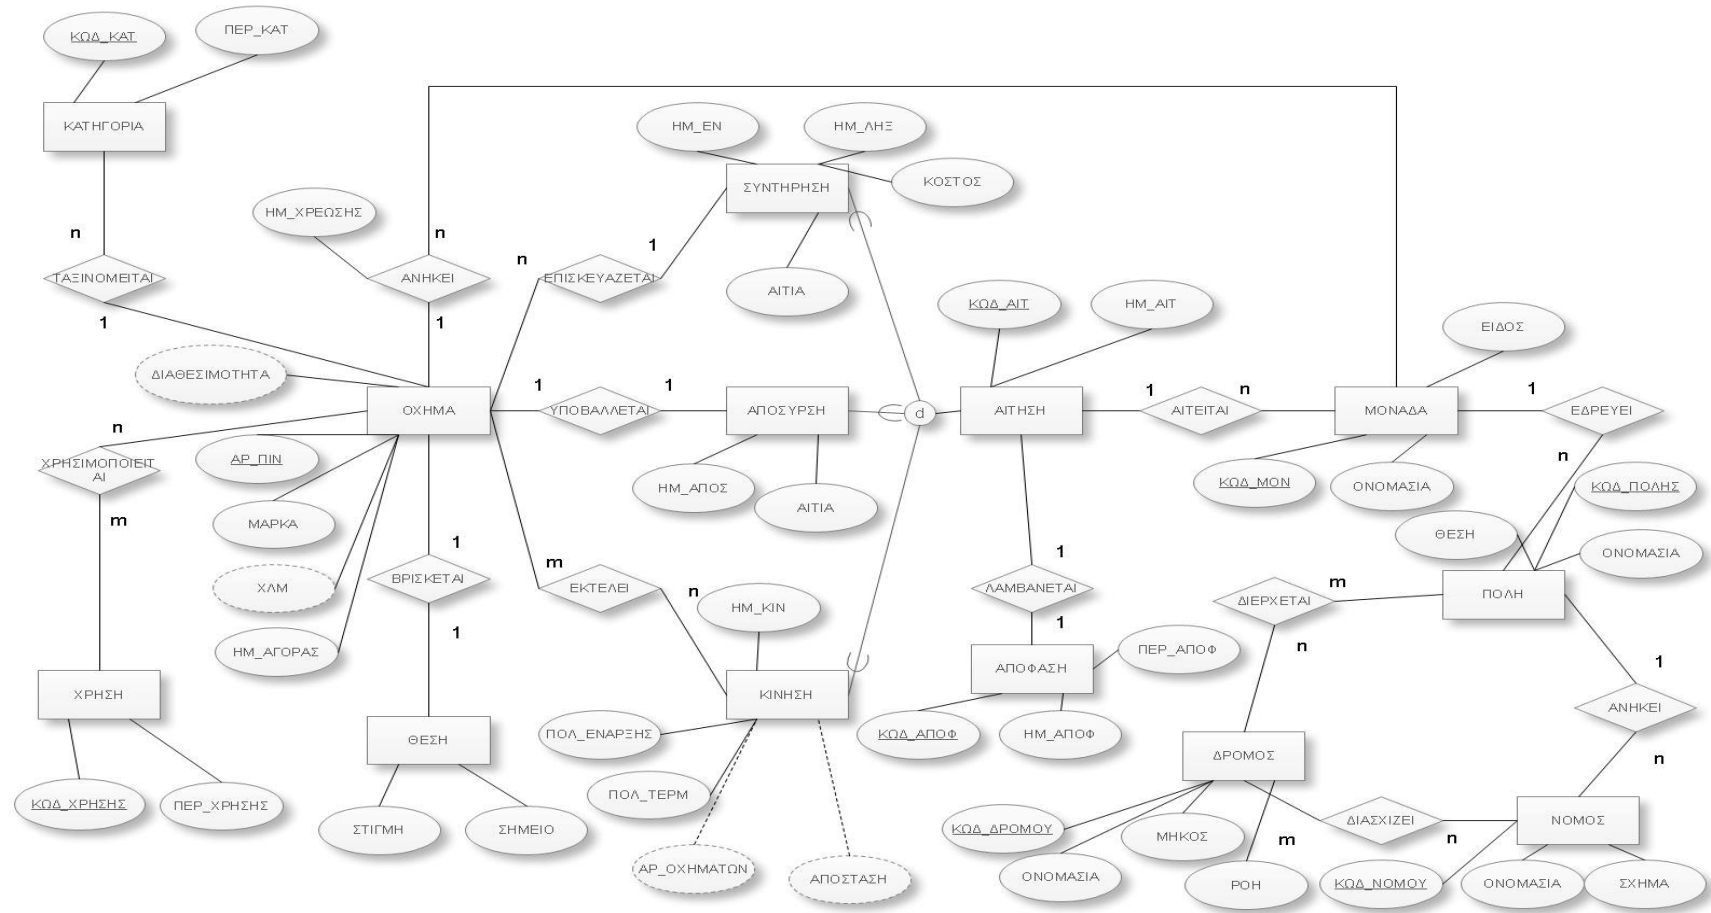 ΚΩΔ_ΚΑΤ
ΠΕΡ_ΚΑΤ
ΚΑΤΗΓΟΡΙΑ
n
ΤΑΞΙΝΟΜΕΙΤΑΙ
1
ΗΜ_ΧΡΕΩΣΗΣ
n
ΑΝΗΚΕΙ
1
ΗΜ_ΕΝ
ΗΜ_ΛΗΞ
ΣΥΝΤΗΡΗΣΗ
ΚΟΣΤΟΣ
ΑΙΤΙΑ
n
ΕΠΙΣΚΕΥΑΖΕΤΑΙ
1
ΔΙΑΘΕΣΙΜΟΤΗΤΑ
ΟΧΗΜΑ
1
ΥΠΟΒΑΛΛΕΤΑΙ
1
ΑΠΟΣΥΡΣΗ
d
ΑΙΤΗΣΗ
ΚΩΔ_ΑΙΤ
ΗΜ_ΑΙΤ
1
ΑΙΤΕΙΤΑΙ
n
ΜΟΝΑΔΑ
ΕΙΔΟΣ
1
ΕΔΡΕΥΕΙ
n
ΚΩΔ_ΜΟΝ
ΟΝΟΜΑΣΙΑ
ΚΩΔ_ΠΟΛΗΣ
ΘΕΣΗ
ΟΝΟΜΑΣΙΑ
ΠΟΛΗ
n
ΧΡΗΣΙΜΟΠΟΙΕΙΤ
ΑΙ
m
ΑΡ_ΠΙΝ
ΜΑΡΚΑ
ΧΛΜ
ΗΜ_ΑΓΟΡΑΣ
1
ΒΡΙΣΚΕΤΑΙ
1
ΗΜ_ΑΠΟΣ
ΑΙΤΙΑ
m
ΕΚΤΕΛΕΙ
n
ΗΜ_ΚΙΝ
ΚΙΝΗΣΗ
1
ΛΑΜΒΑΝΕΤΑΙ
1
ΑΠΟΦΑΣΗ
ΠΕΡ_ΑΠΟΦ
ΚΩΔ_ΑΠΟΦ
ΗΜ_ΑΠΟΦ
ΔΙΕΡΧΕΤΑΙ
m
n
1
ΑΝΗΚΕΙ
n
ΧΡΗΣΗ
ΚΩΔ_ΧΡΗΣΗΣ
ΠΕΡ_ΧΡΗΣΗΣ
ΘΕΣΗ
ΣΤΙΓΜΗ
ΣΗΜΕΙΟ
ΠΟΛ_ΕΝΑΡΞΗΣ
ΠΟΛ_ΤΕΡΜ
ΑΡ_ΟΧΗΜΑΤΩΝ
ΑΠΟΣΤΑΣΗ
ΔΡΟΜΟΣ
ΚΩΔ_ΔΡΟΜΟΥ
ΟΝΟΜΑΣΙΑ
ΜΗΚΟΣ
ΡΟΗ
m
ΔΙΑΣΧΙΖΕΙ
n
ΝΟΜΟΣ
ΚΩΔ_ΝΟΜΟΥ
ΟΝΟΜΑΣΙΑ
ΣΧΗΜΑ